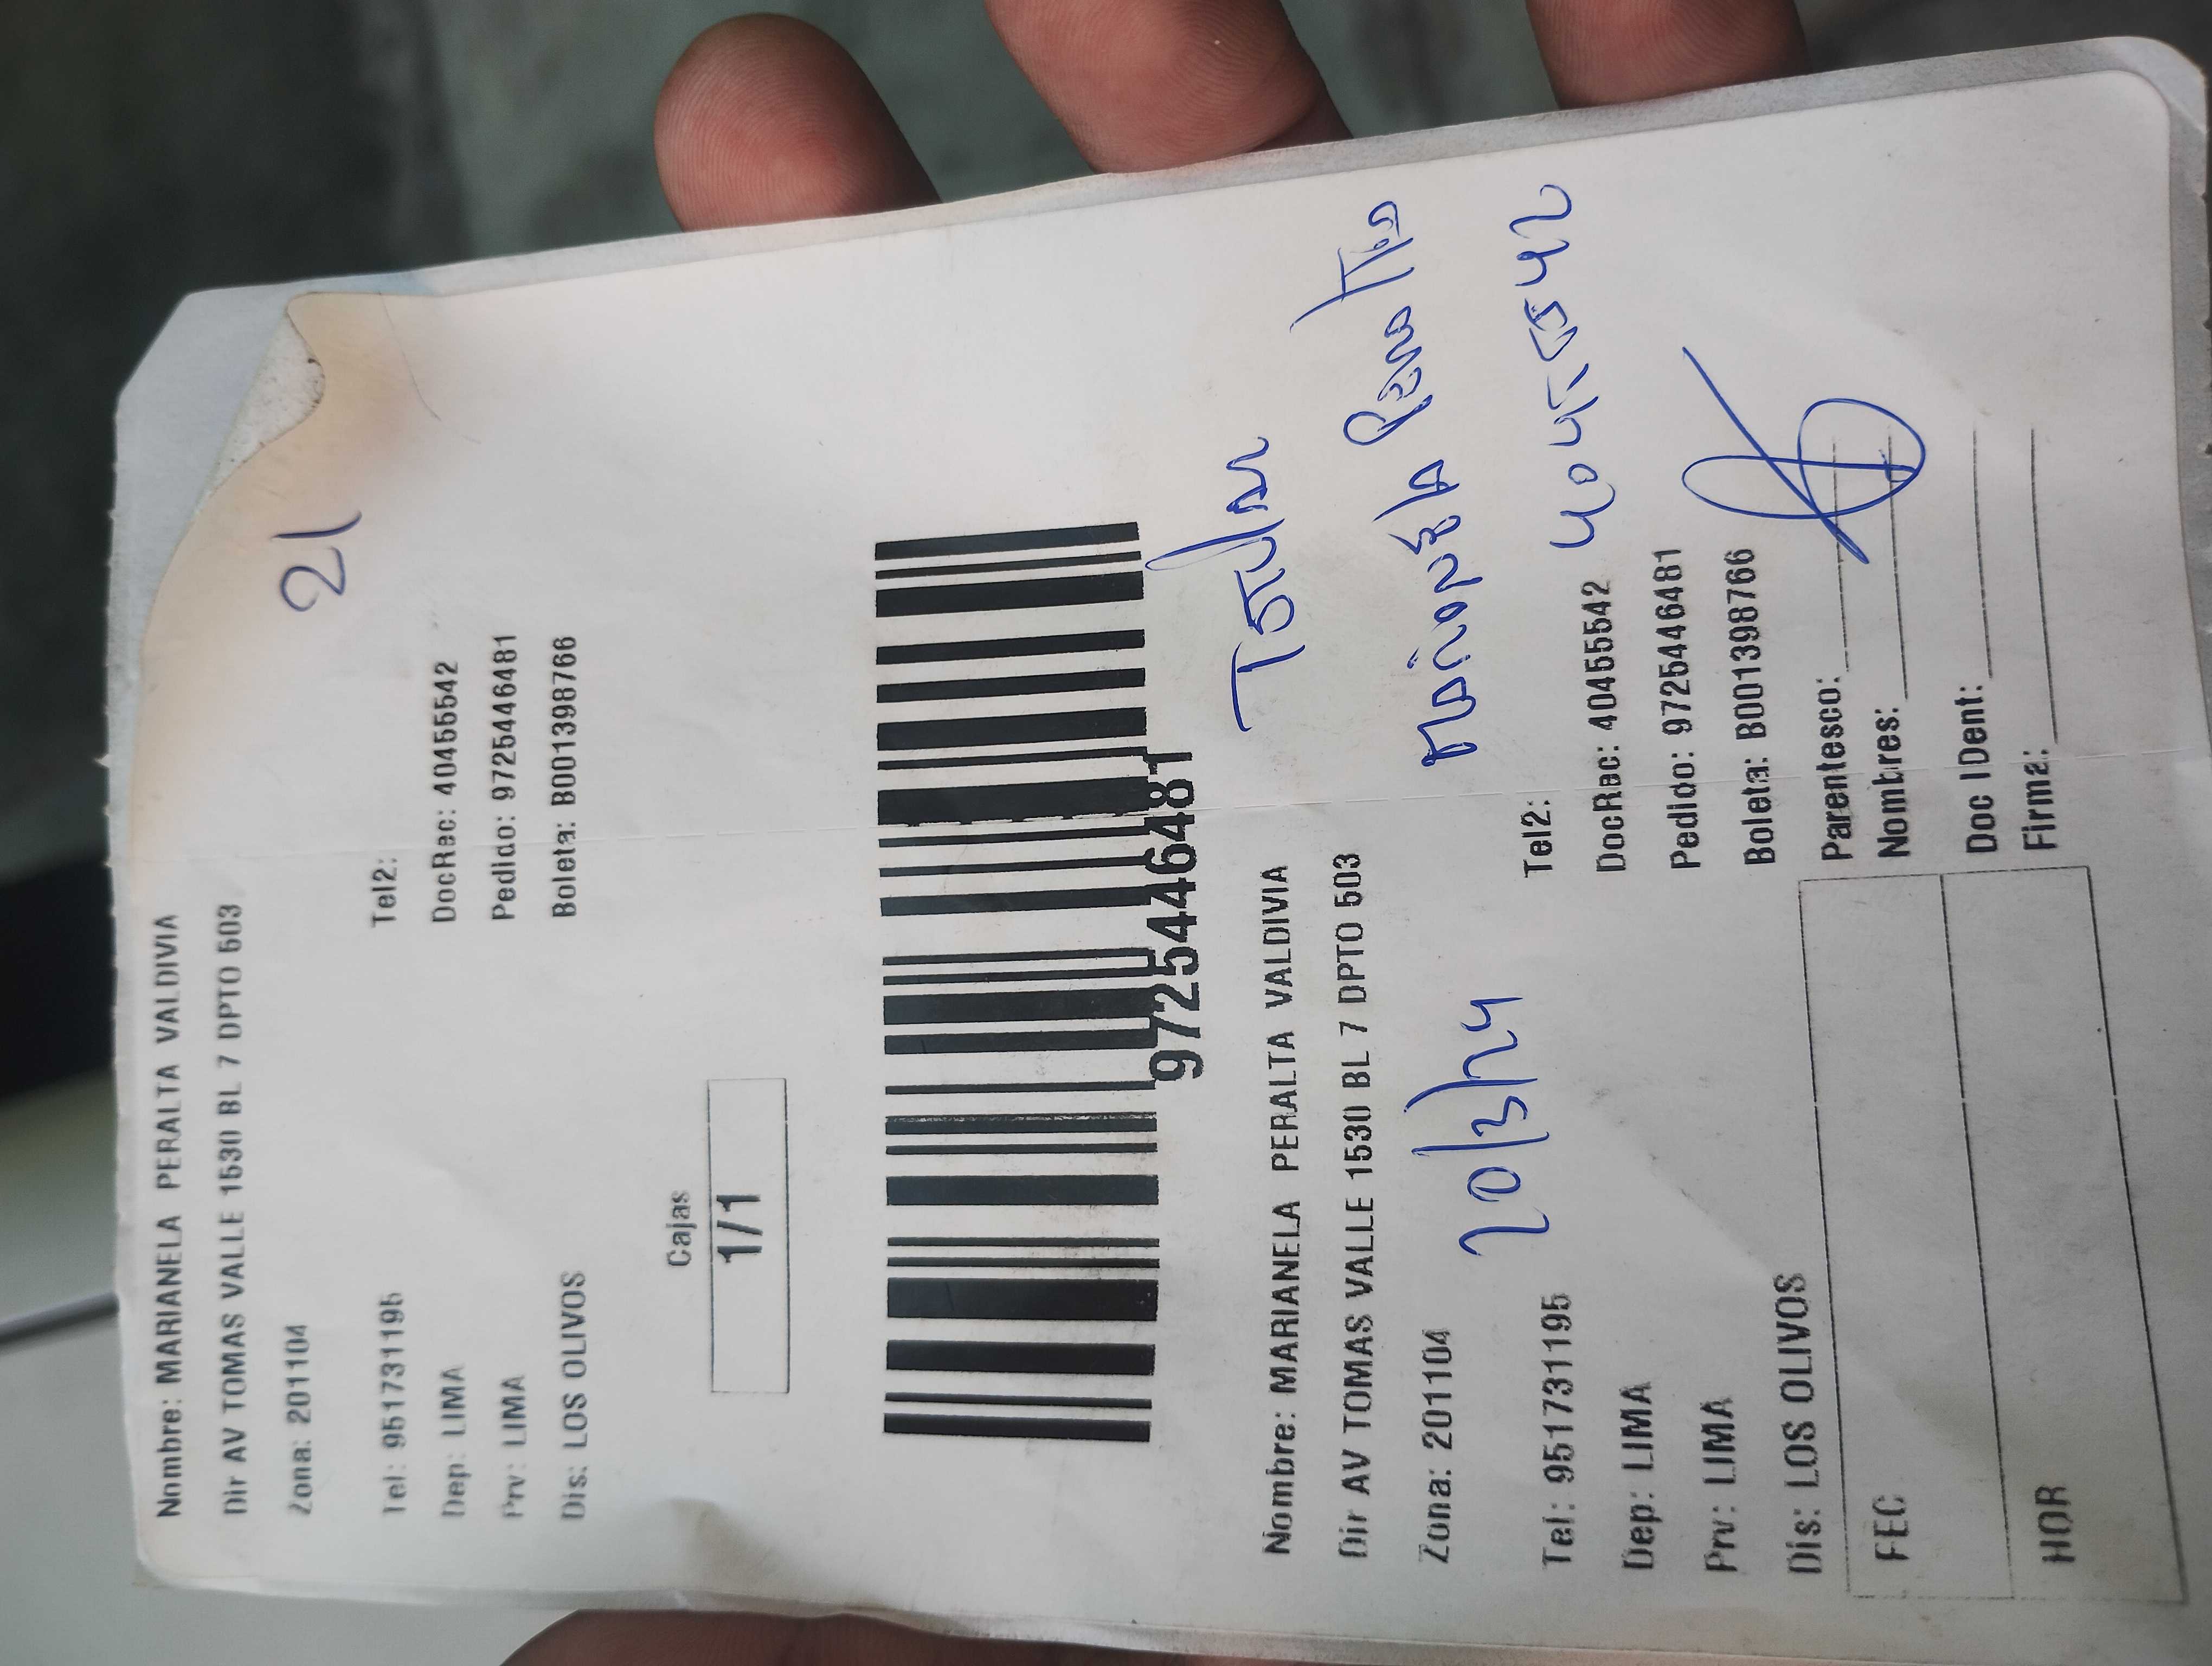 Nombre: MARIANELA PERALTA VALDIVIA
Dir AV TOMAS VALLE 1530 BL 7 DPTO 503
Zona: 201104
21
Tel: 951731195 Tel2:
Dep: LIMA DocRec: 40455542
Prv: LIMA Pedido: 9725446481
Dis: LOS OLIVOS Boleta: B001398766
Cajas
1/1
9725446481
Titular
Nombre: MARIANELA PERALTA VALDIVIA
Dir AV TOMAS VALLE 1530 BL 7 DPTO 503
Marianela Peralta
Zona: 201104
20/3/24
40455542
Tel: 951731195 Tel2:
Dep: LIMA DocRec: 40455542
Prv: LIMA Pedido: 9725446481
Dis: LOS OLIVOS Boleta: B001398766
FEC
HOR
Parentesco:
Nombres:
Doc IDent:
Firma: